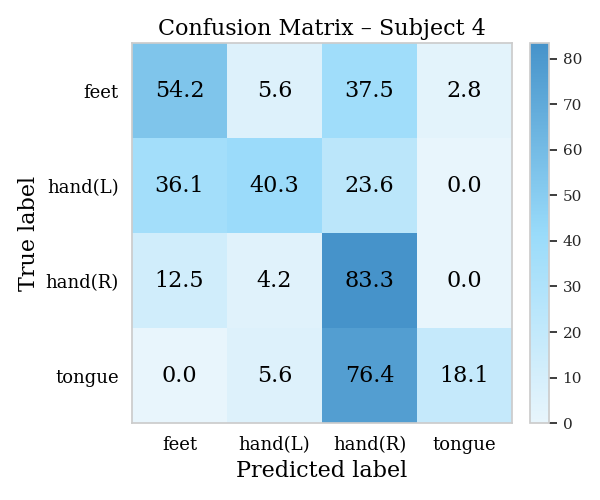 Confusion Matrix – Subject 4
True label
feet 54.2 5.6 37.5 2.8
hand(L) 36.1 40.3 23.6 0.0
hand(R) 12.5 4.2 83.3 0.0
tongue 0.0 5.6 76.4 18.1
feet hand(L) hand(R) tongue
Predicted label
80
70
60
50
40
30
20
10
0